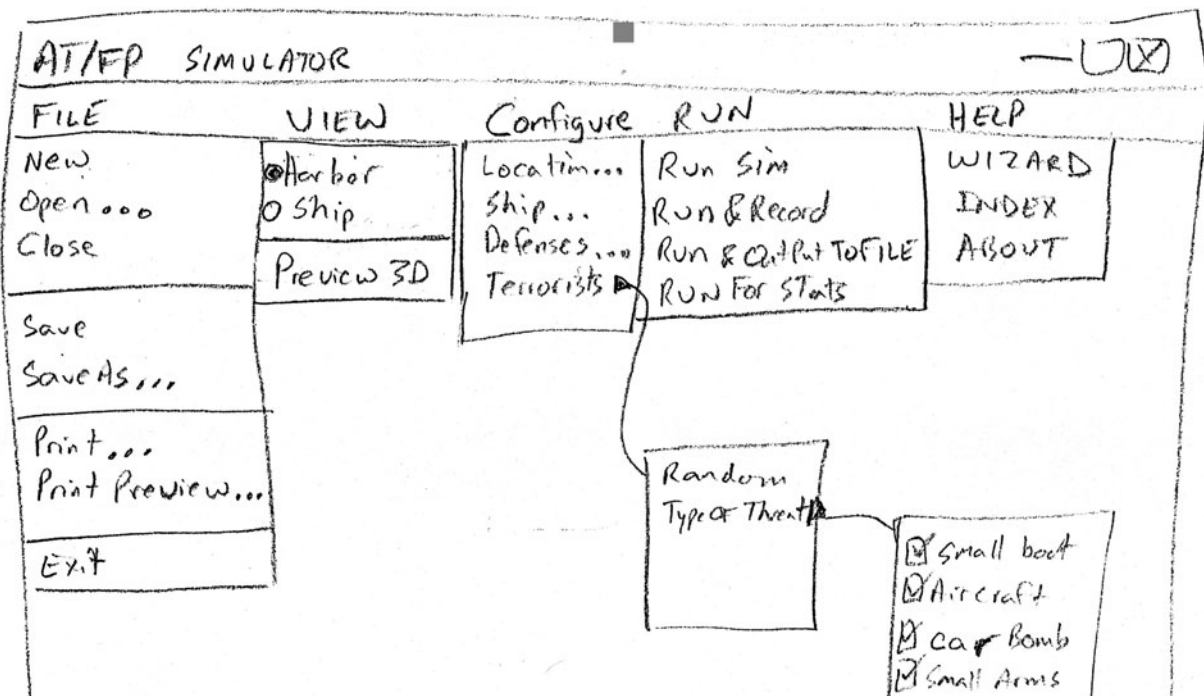 AT/FP SIMULATOR
FILE VIEW Configure RUN HELP
New
Open...
Close
Save
Save As...
Print...
Print Preview...
Exit
Harbor
Ship
Preview 3D
Location...
Ship...
Defenses...
Terrorists
Run Sim
Run & Record
Run & OutPut TO FILE
RUN For STats
WIZARD
INDEX
ABOUT
Random
Type OF Threat
Small boat
Aircraft
Car Bomb
Small Arms